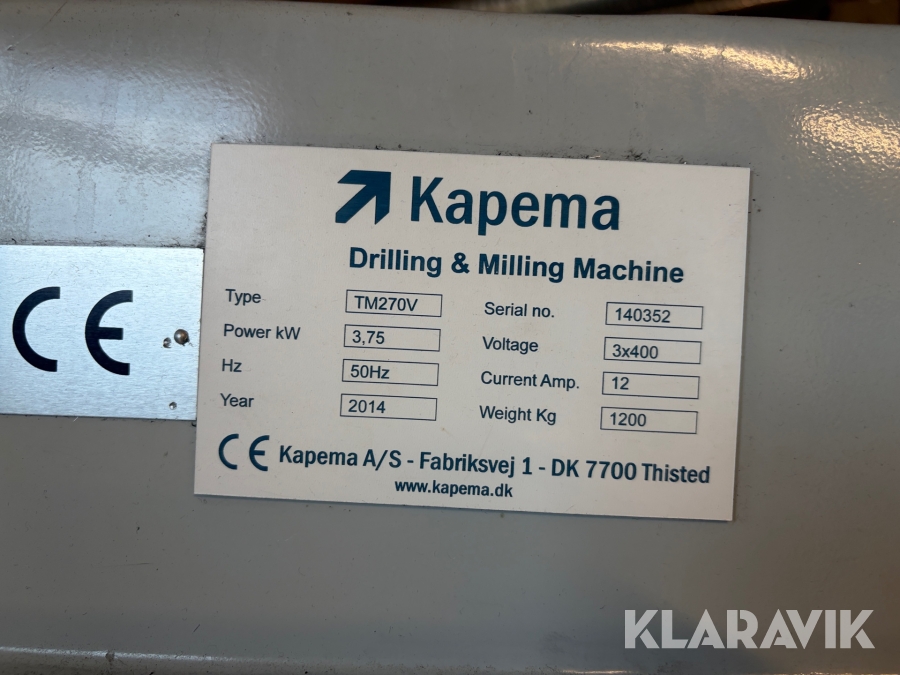 Kapema
Drilling & Milling Machine
Type TM270V Serial no. 140352
Power kW 3,75 Voltage 3x400
Hz 50Hz Current Amp. 12
Year 2014 Weight Kg 1200
CE Kapema A/S - Fabriksvej 1 - DK 7700 Thisted
www.kapema.dk
CE
KLARAVIK